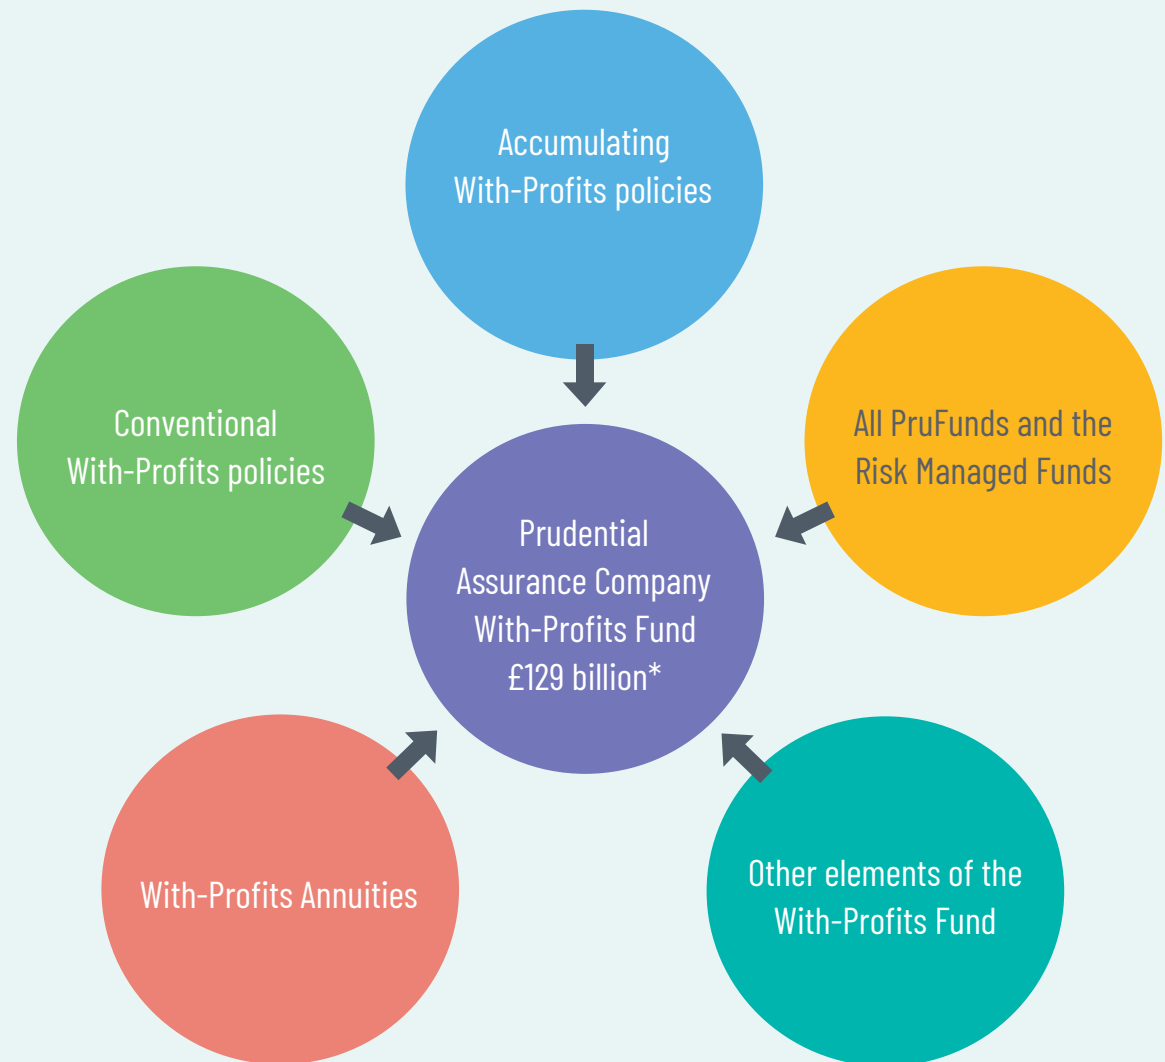 Accumulating
With-Profits policies
Conventional
With-Profits policies
All PruFunds and the
Risk Managed Funds
Prudential
Assurance Company
With-Profits Fund
£129 billion*
With-Profits Annuities
Other elements of the
With-Profits Fund